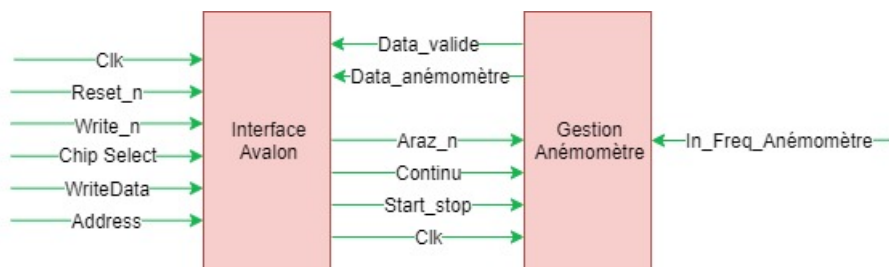 Clk
Reset_n
Write_n
Chip Select
WriteData
Address
Interface
Avalon
Data_valide
Data_anémomètre
Araz_n
Continu
Start_stop
Clk
Gestion
Anémomètre
In_Freq_Anémomètre